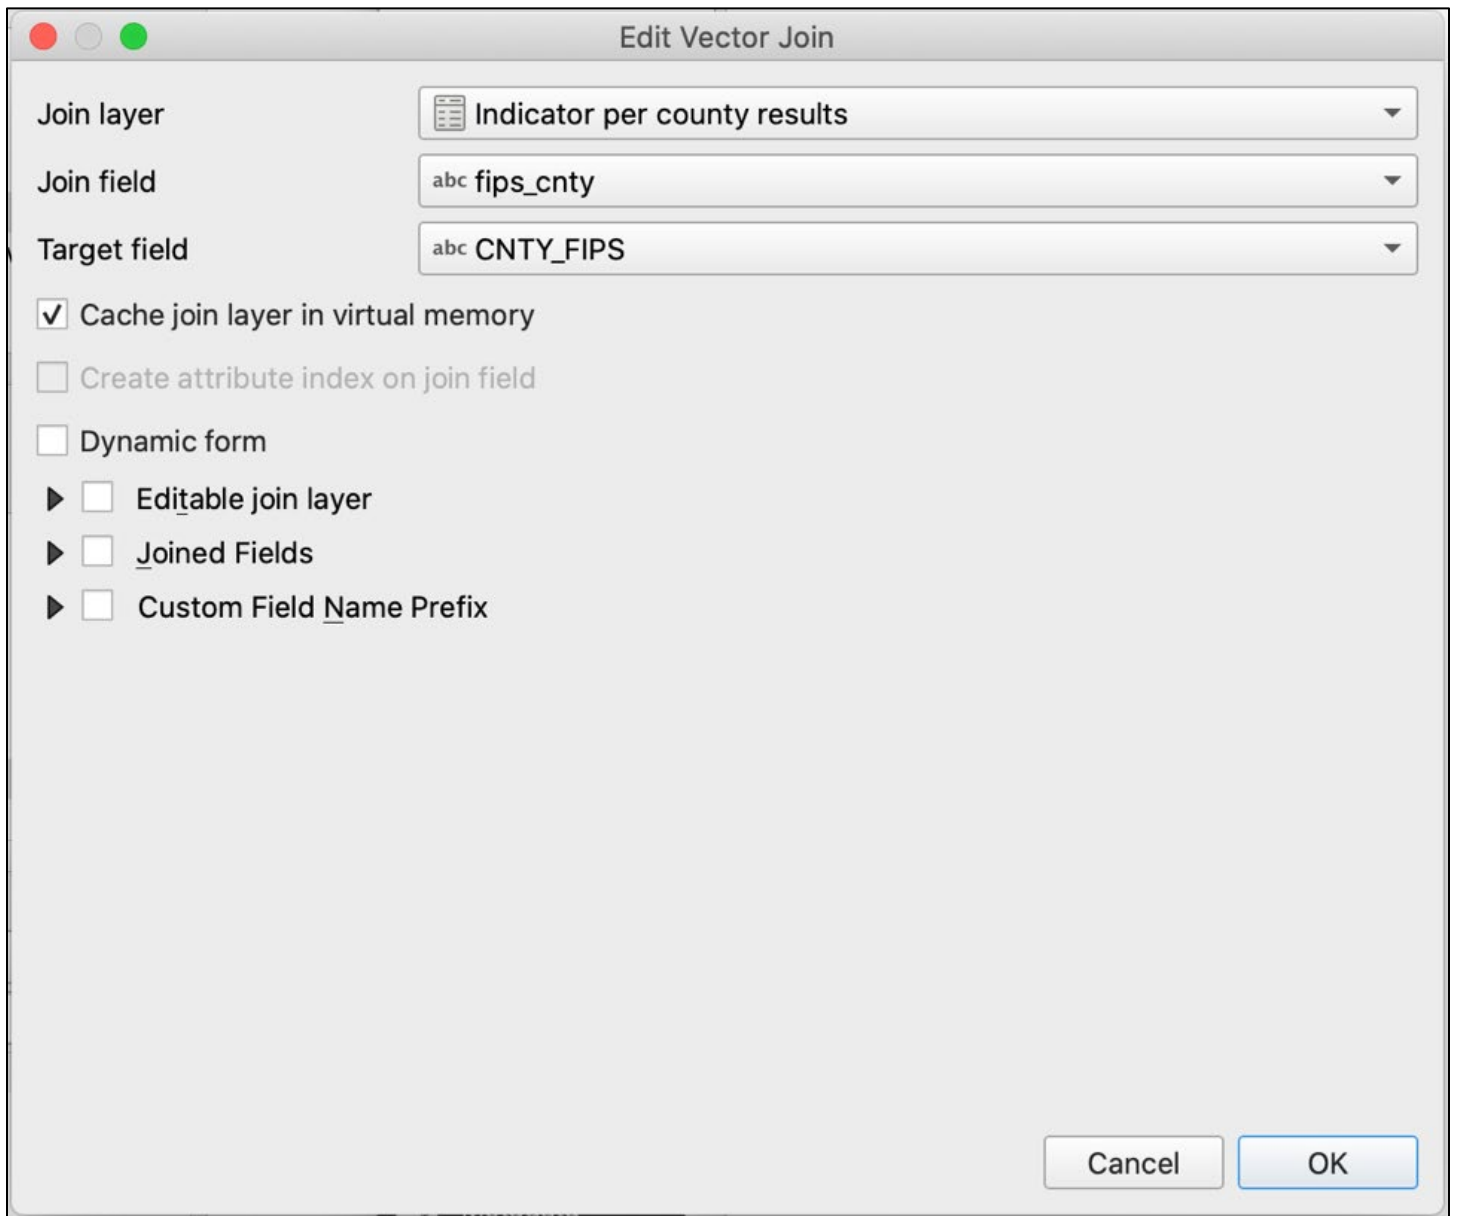 Edit Vector Join
Join layer
Indicator per county results
Join field
abc fips_cnty
Target field
abc CNTY_FIPS
Cache join layer in virtual memory
Create attribute index on join field
Dynamic form
Editable join layer
Joined Fields
Custom Field Name Prefix
Cancel
OK